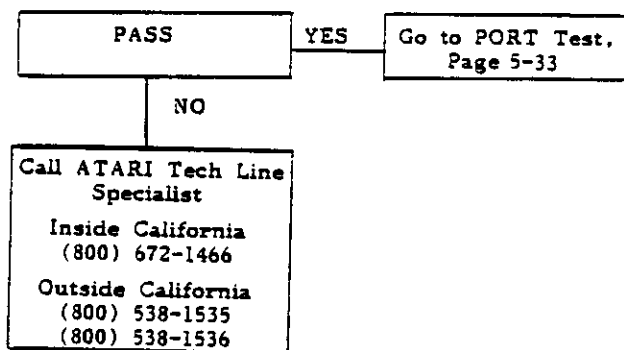 PASS
YES
Go to PORT Test,
Page 5-33
NO
Call ATARI Tech Line
Specialist
Inside California
(800) 672-1466
Outside California
(800) 538-1535
(800) 538-1536